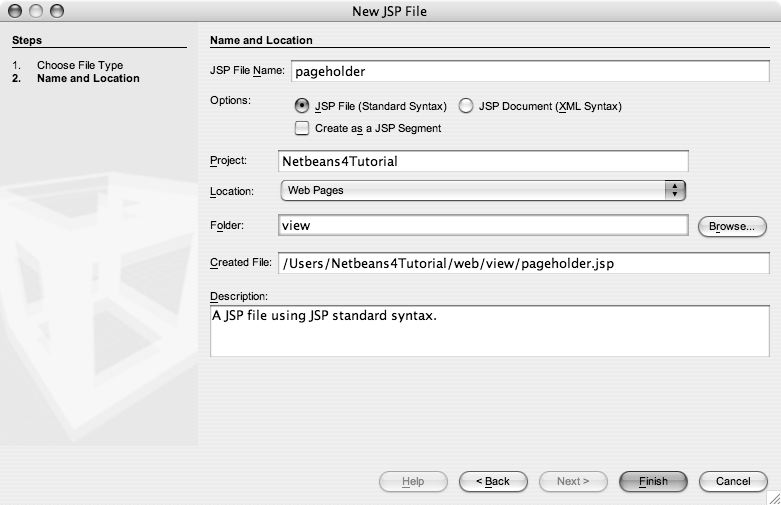 New JSP File
Steps
1. Choose File Type
2. Name and Location
Name and Location
JSP File Name: pageholder
Options: JSP File (Standard Syntax) JSP Document (XML Syntax)
Create as a JSP Segment
Project: Netbeans4Tutorial
Location: Web Pages
Folder: view Browse...
Created File: /Users/Netbeans4Tutorial/web/view/pageholder.jsp
Description:
A JSP file using JSP standard syntax.
Help < Back Next > Finish Cancel